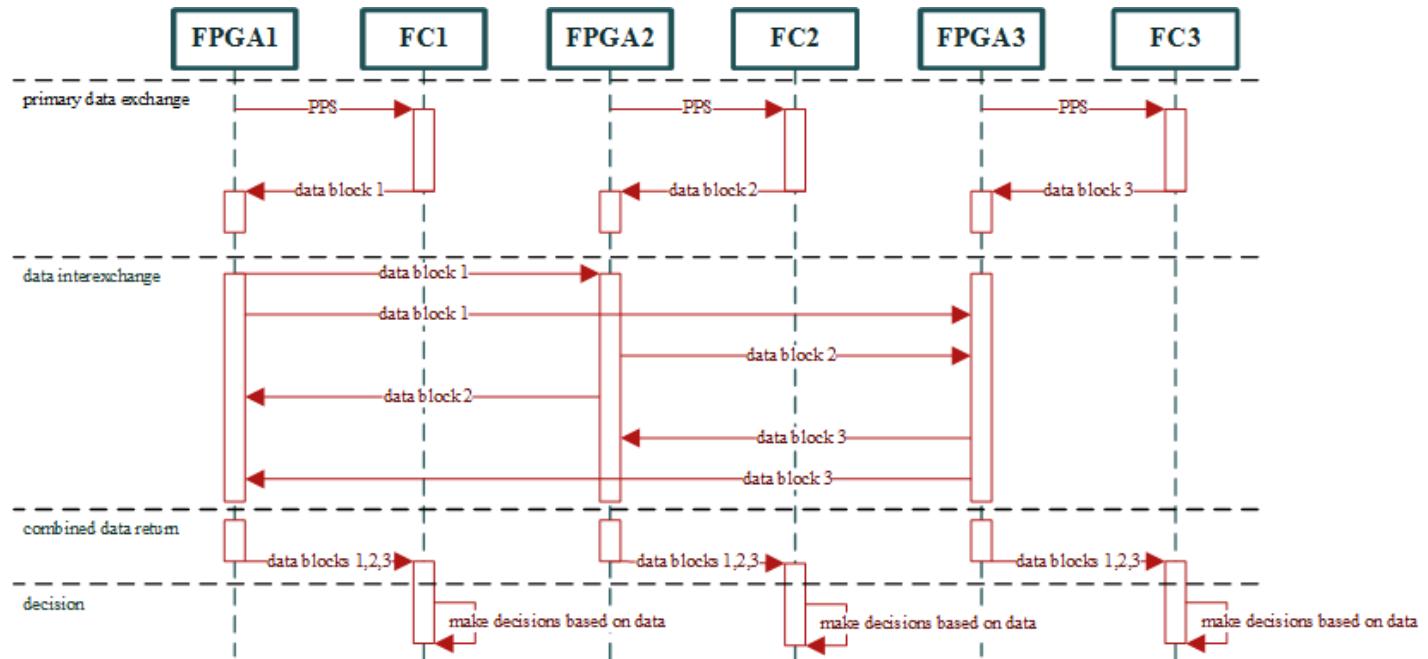 FPGA1 FC1 FPGA2 FC2 FPGA3 FC3
primary data exchange
PPS PPS PPS
data block 1 data block 2 data block 3
data interexchange
data block 1
data block 1
data block 2
data block 2
data block 3
data block 3
combined data return
data blocks 1,2,3 data blocks 1,2,3 data blocks 1,2,3
decision
make decisions based on data make decisions based on data make decisions based on data